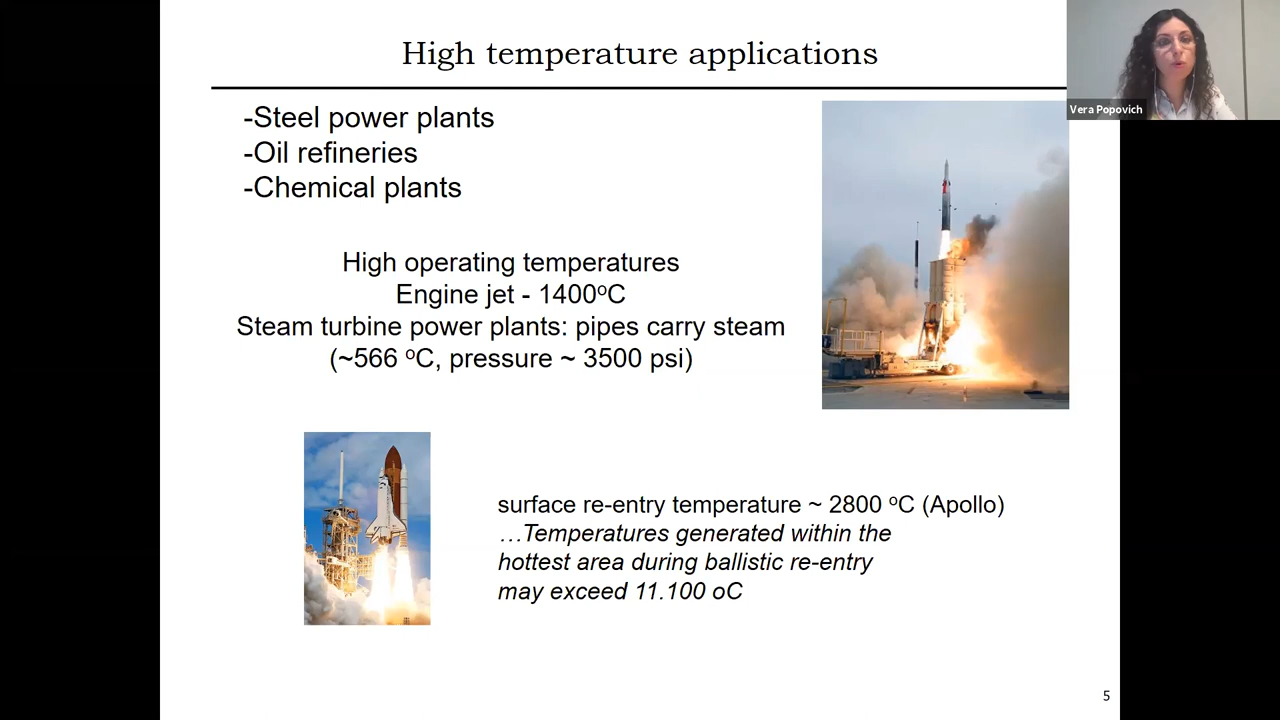 High temperature applications
Vera Popovich
-Steel power plants
-Oil refineries
-Chemical plants
High operating temperatures
Engine jet - 1400ºC
Steam turbine power plants: pipes carry steam
(~566 ºC, pressure ~ 3500 psi)
surface re-entry temperature ~ 2800 ºC (Apollo)
…Temperatures generated within the
hottest area during ballistic re-entry
may exceed 11.100 oC
5